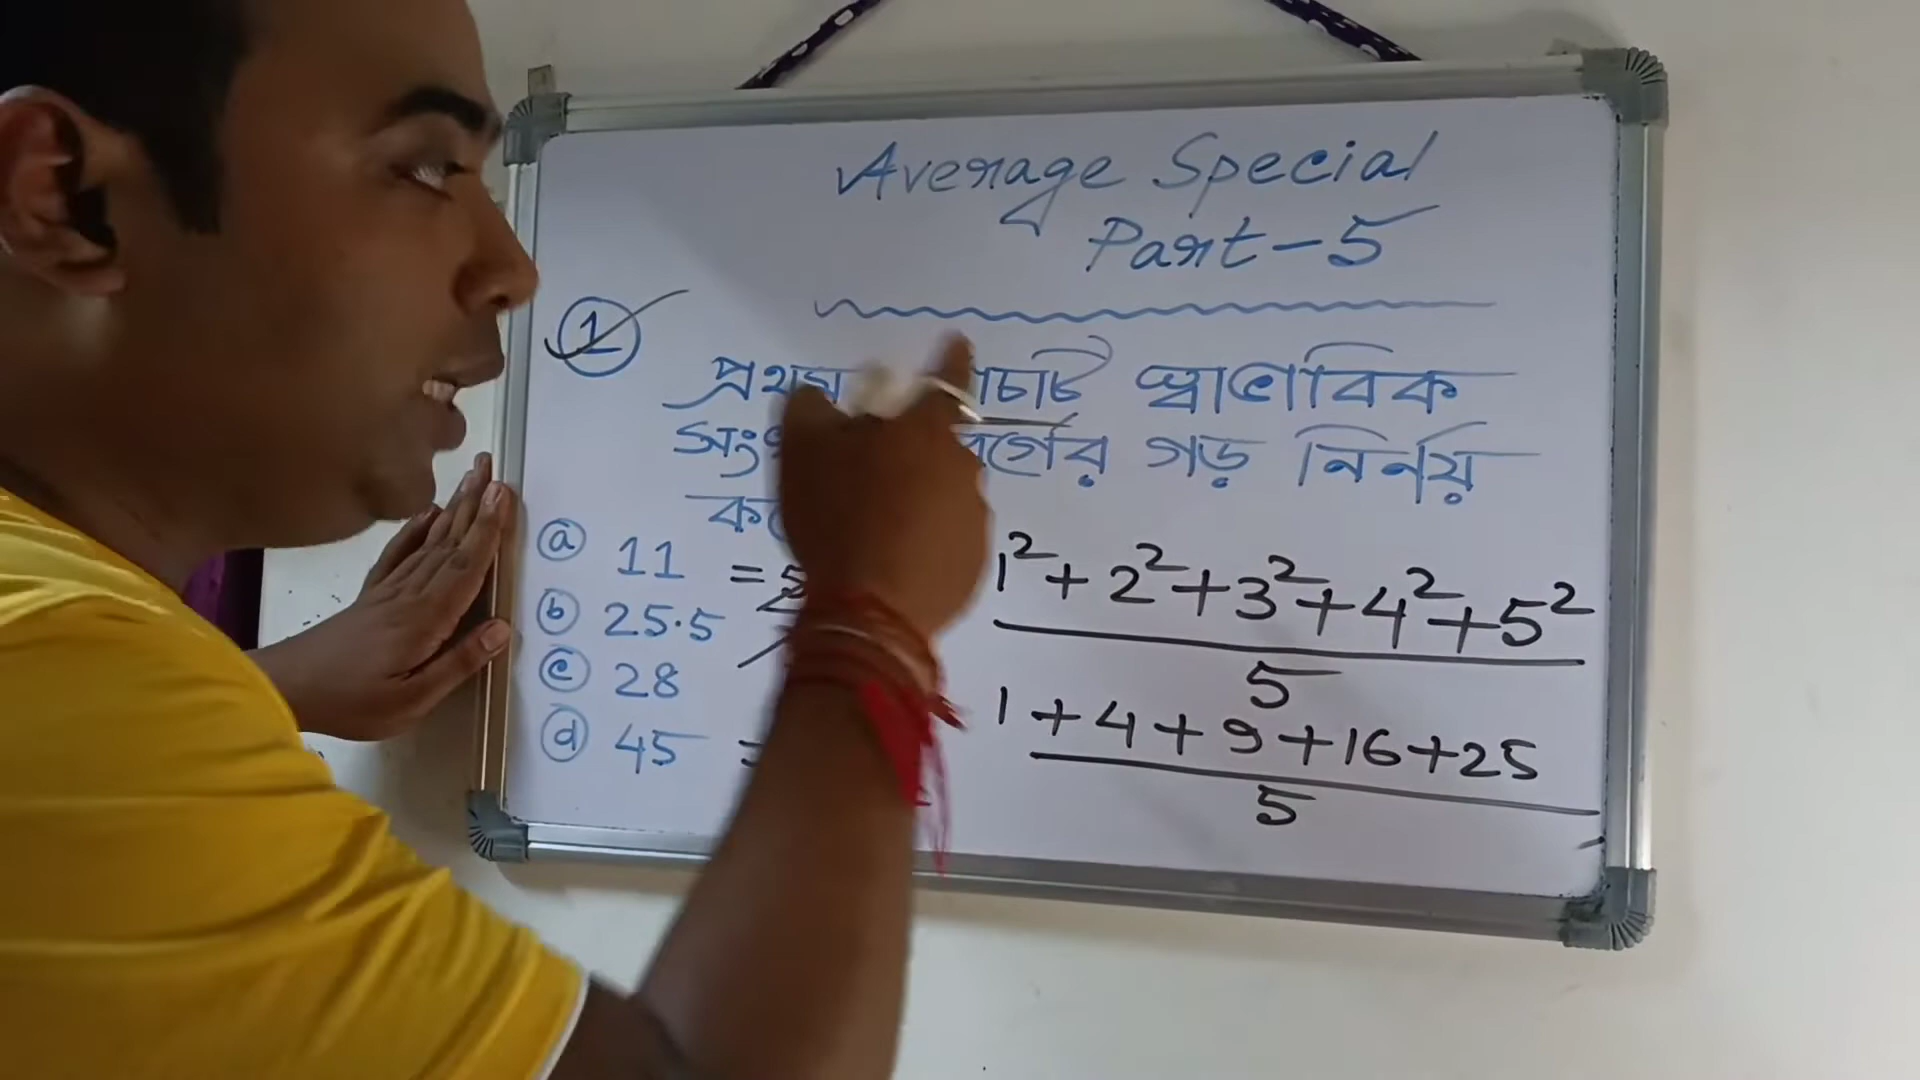 Average Special
Part-5
1
প্রথম স্বাভাবিক
বর্গের গড় নির্ণয়
a 11
b 25.5
c 28
d 45 =
1² + 2² + 3² + 4² + 5²
5
1 + 4 + 9 + 16 + 25
5